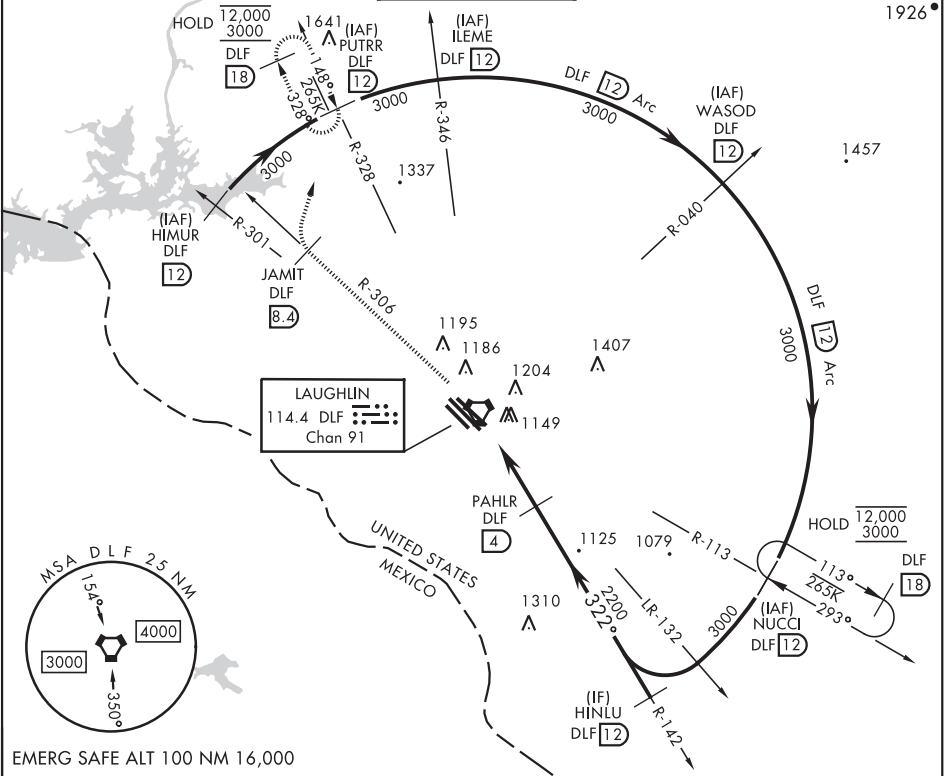 1926
HOLD 12,000
3000
DLF
18
1641
(IAF)
PUTRR
DLF
12
(IAF)
ILEME
DLF 12
DLF 12 Arc
3000
3000
3000
(IAF)
WASOD
DLF
12
1457
148°
265K
328°
R-328
R-346
1337
R-040
(IAF)
HIMUR
DLF
12
R-301
JAMIT
DLF
8.4
R-306
DLF 12 Arc
3000
1195
1186
1204
1407
1149
LAUGHLIN
114.4 DLF
Chan 91
PAHLR
DLF
4
1125
1079
R-113
HOLD 12,000
3000
DLF
18
113°
265K
293°
(IAF)
NUCCI
DLF 12
3000
LR-132
2200
322°
1310
UNITED STATES
MEXICO
(IF)
HINLU
DLF 12
R-142
MSA DLF 25 NM
154°
4000
3000
350°
EMERG SAFE ALT 100 NM 16,000